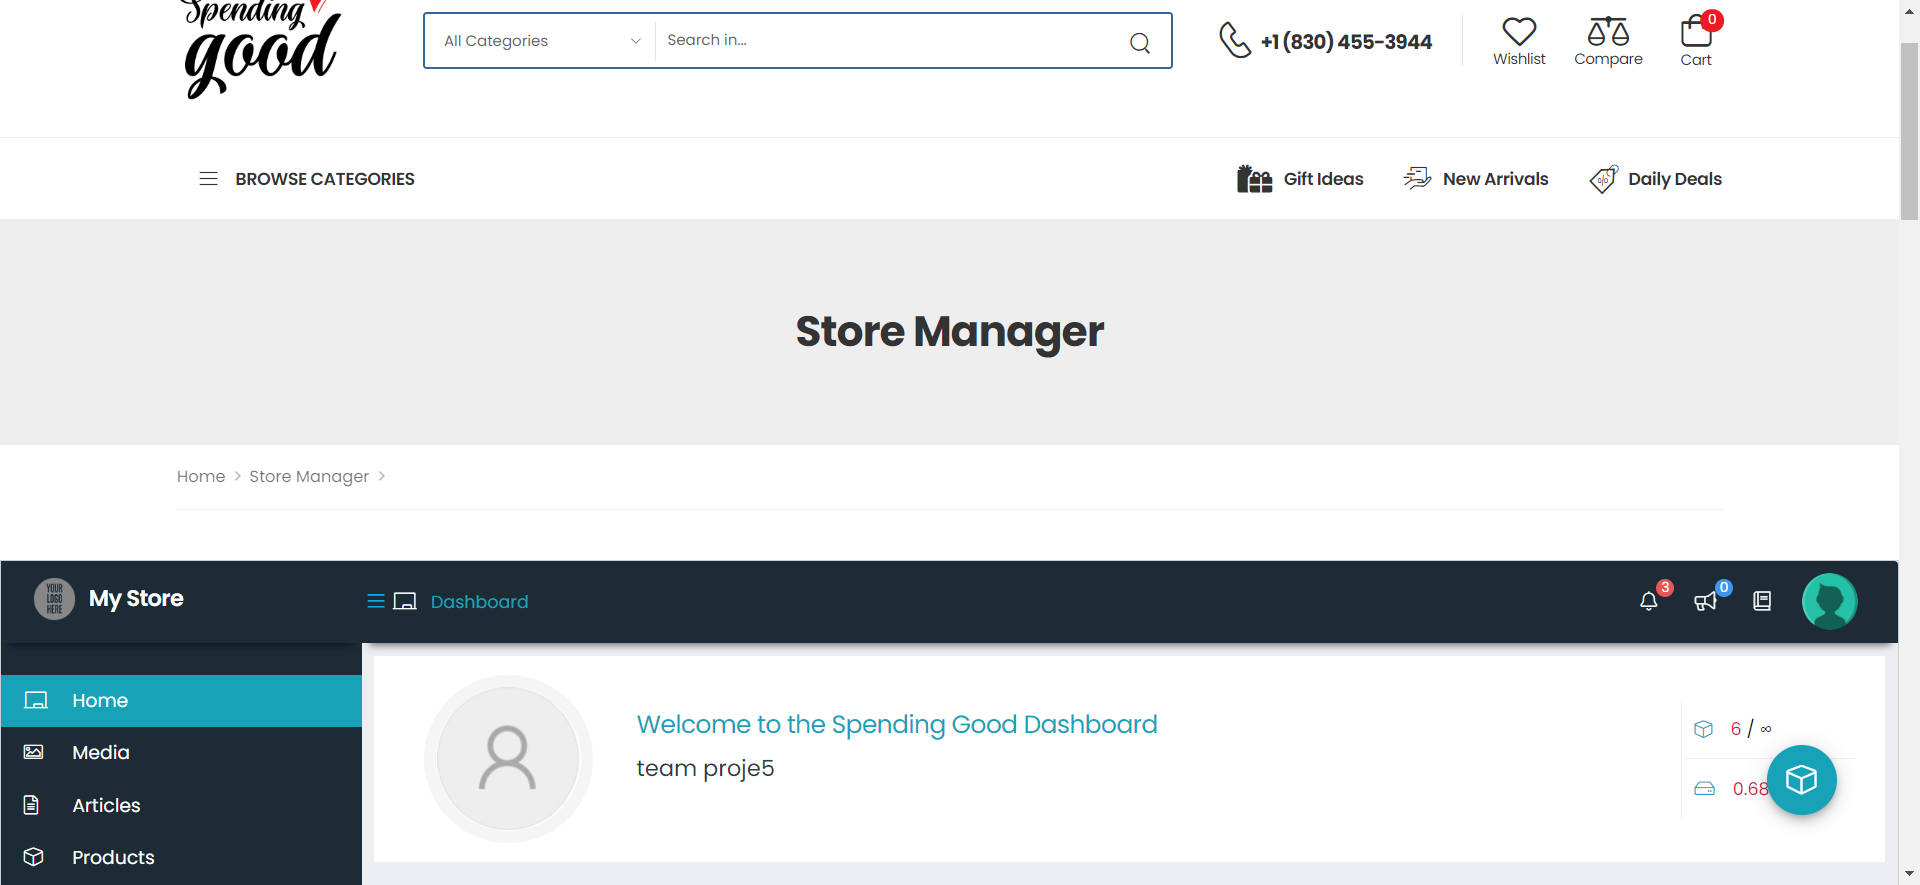 Spending
good
All Categories
Search in...
+1 (830) 455-3944
Wishlist
Compare
0
Cart
BROWSE CATEGORIES
Gift Ideas
New Arrivals
Daily Deals
Store Manager
Home > Store Manager >
YOUR
LOGO
HERE
My Store
Dashboard
3
0
Home
Media
Articles
Products
Welcome to the Spending Good Dashboard
team proje5
6 / ∞
0.68